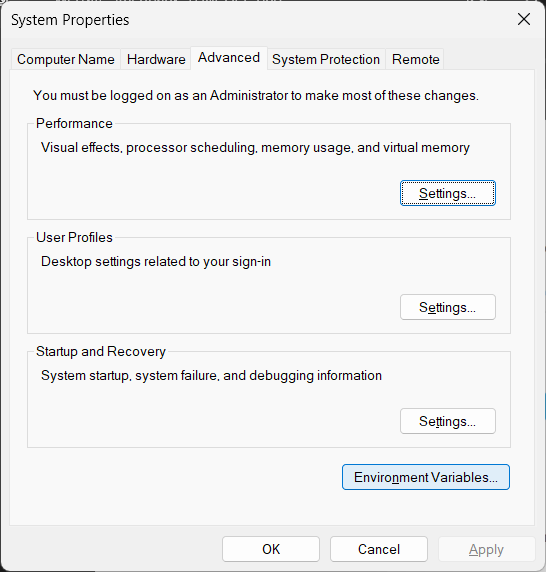 System Properties
Computer Name Hardware Advanced System Protection Remote
You must be logged on as an Administrator to make most of these changes.
Performance
Visual effects, processor scheduling, memory usage, and virtual memory
Settings...
User Profiles
Desktop settings related to your sign-in
Settings...
Startup and Recovery
System startup, system failure, and debugging information
Settings...
Environment Variables...
OK Cancel Apply